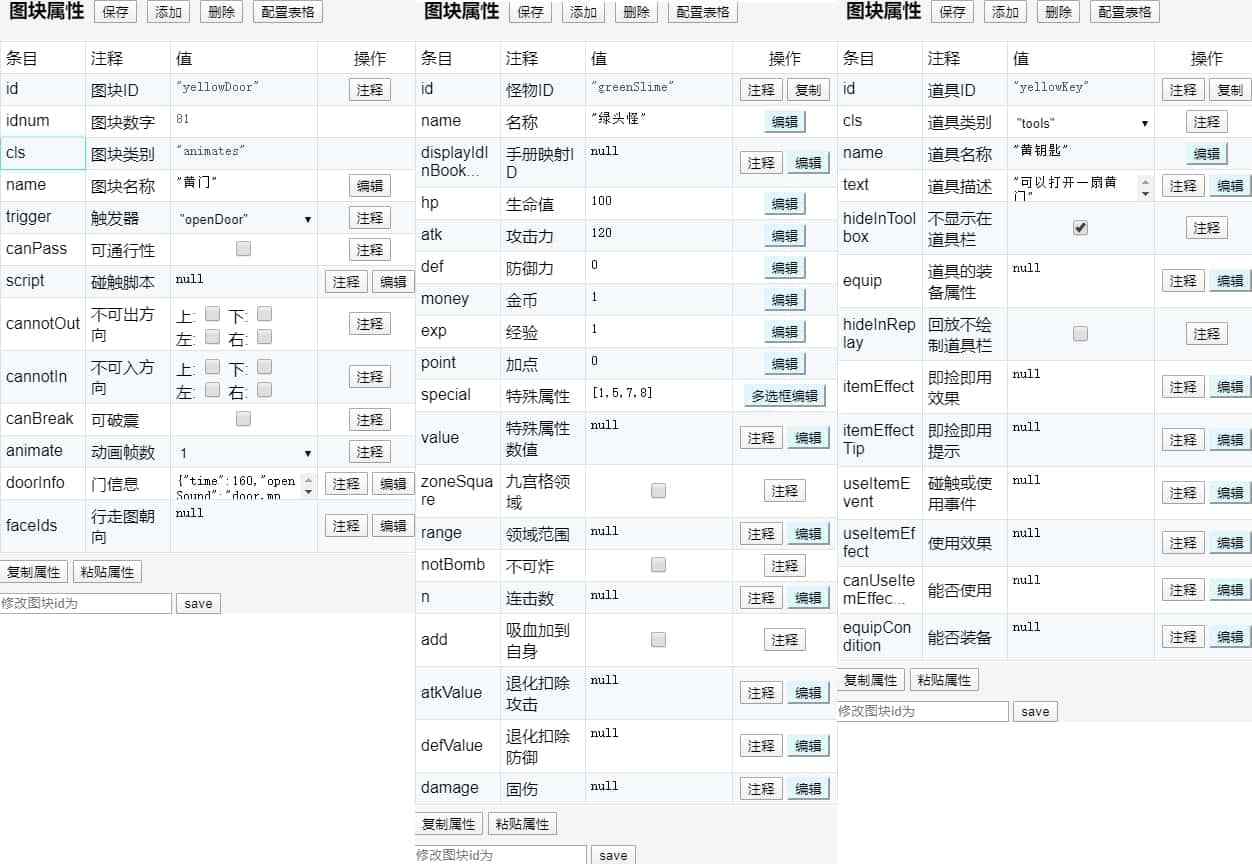 图块属性 保存 添加 删除 配置表格
条目 注释 值 操作
id 图块ID "yellowDoor" 注释
idnum 图块数字 81
cls 图块类别 "animates"
name 图块名称 "黄门" 编辑
trigger 触发器 "openDoor" 注释
canPass 可通行性 注释
script 碰触脚本 null 注释 编辑
cannotOut 不可出方向 上: 下: 左: 右: 注释
cannotIn 不可入方向 上: 下: 左: 右: 注释
canBreak 可破震 注释
animate 动画帧数 1 注释
doorInfo 门信息 {"time":160,"openSound":"door.mp 注释 编辑
faceIds 行走图朝向 null 注释 编辑
复制属性 粘贴属性
修改图块id为 save
图块属性 保存 添加 删除 配置表格
条目 注释 值 操作
id 怪物ID "greenSlime" 注释 复制
name 名称 "绿头怪" 编辑
displayIdInBook... 手册映射ID null 注释 编辑
hp 生命值 100 编辑
atk 攻击力 120 编辑
def 防御力 0 编辑
money 金币 1 编辑
exp 经验 1 编辑
point 加点 0 编辑
special 特殊属性 [1,5,7,8] 多选框编辑
value 特殊属性数值 null 注释 编辑
zoneSquare 九宫格领域 注释
range 领域范围 null 注释 编辑
notBomb 不可炸 注释
n 连击数 null 注释 编辑
add 吸血加到自身 注释
atkValue 退化扣除攻击 null 注释 编辑
defValue 退化扣除防御 null 注释 编辑
damage 固伤 null 注释 编辑
复制属性 粘贴属性
修改图块id为 save
图块属性 保存 添加 删除 配置表格
条目 注释 值 操作
id 道具ID "yellowKey" 注释 复制
cls 道具类别 "tools" 注释
name 道具名称 "黄钥匙" 编辑
text 道具描述 "可以打开一扇黄门" 注释 编辑
hideInToolbox 不显示在道具栏 注释
equip 道具的装备属性 null 注释 编辑
hideInReplay 回放不绘制道具栏 注释
itemEffect 即捡即用效果 null 注释 编辑
itemEffectTip 即捡即用提示 null 注释 编辑
useItemEvent 碰触或使用事件 null 注释 编辑
useItemEffect 使用效果 null 注释 编辑
canUseItemEffec... 能否使用 null 注释 编辑
equipCondition 能否装备 null 注释 编辑
复制属性 粘贴属性
修改图块id为 save